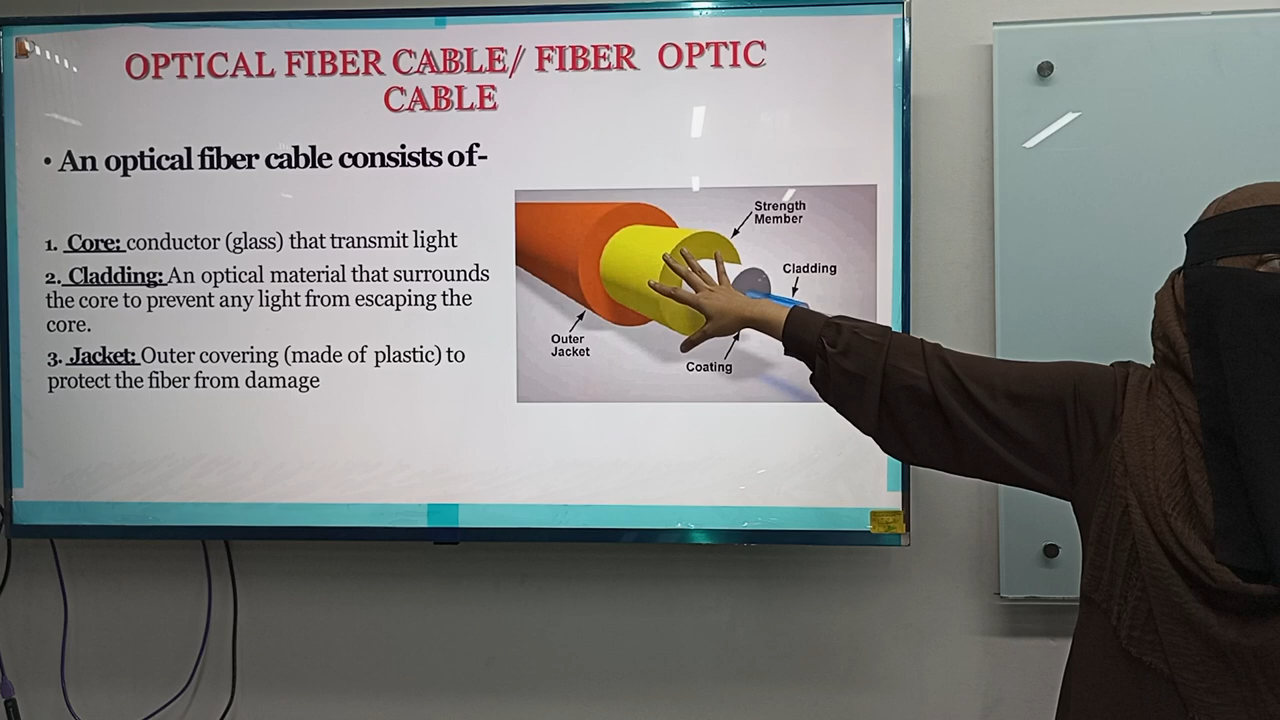 OPTICAL FIBER CABLE/ FIBER OPTIC
CABLE
• An optical fiber cable consists of-
1. Core: conductor (glass) that transmit light
2. Cladding: An optical material that surrounds
the core to prevent any light from escaping the
core.
3. Jacket: Outer covering (made of plastic) to
protect the fiber from damage
Strength
Member
Cladding
Outer
Jacket
Coating